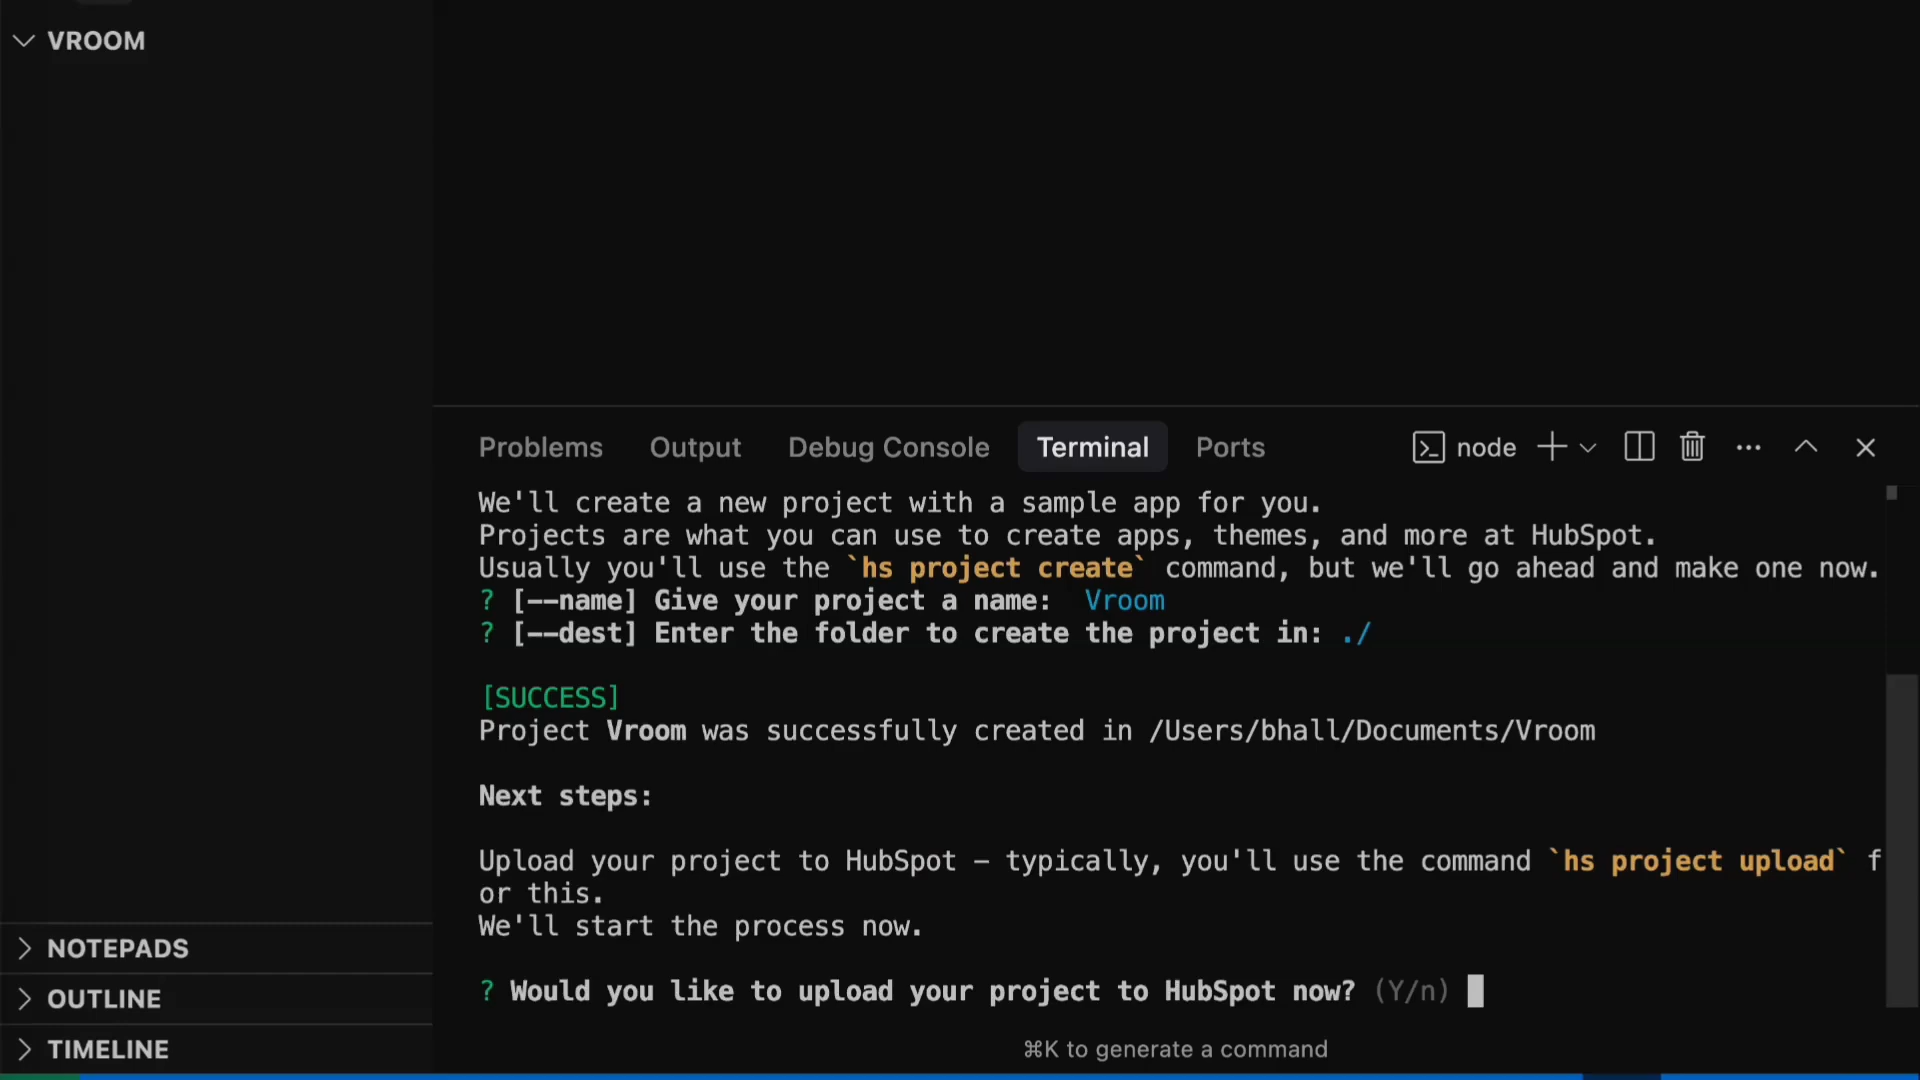 VROOM
NOTEPADS
OUTLINE
TIMELINE
Problems Output Debug Console Terminal Ports node
We'll create a new project with a sample app for you.
Projects are what you can use to create apps, themes, and more at HubSpot.
Usually you'll use the `hs project create` command, but we'll go ahead and make one now.
? [--name] Give your project a name: Vroom
? [--dest] Enter the folder to create the project in: ./
[SUCCESS]
Project Vroom was successfully created in /Users/bhall/Documents/Vroom
Next steps:
Upload your project to HubSpot – typically, you'll use the command `hs project upload` f
or this.
We'll start the process now.
? Would you like to upload your project to HubSpot now? (Y/n)
⌘K to generate a command